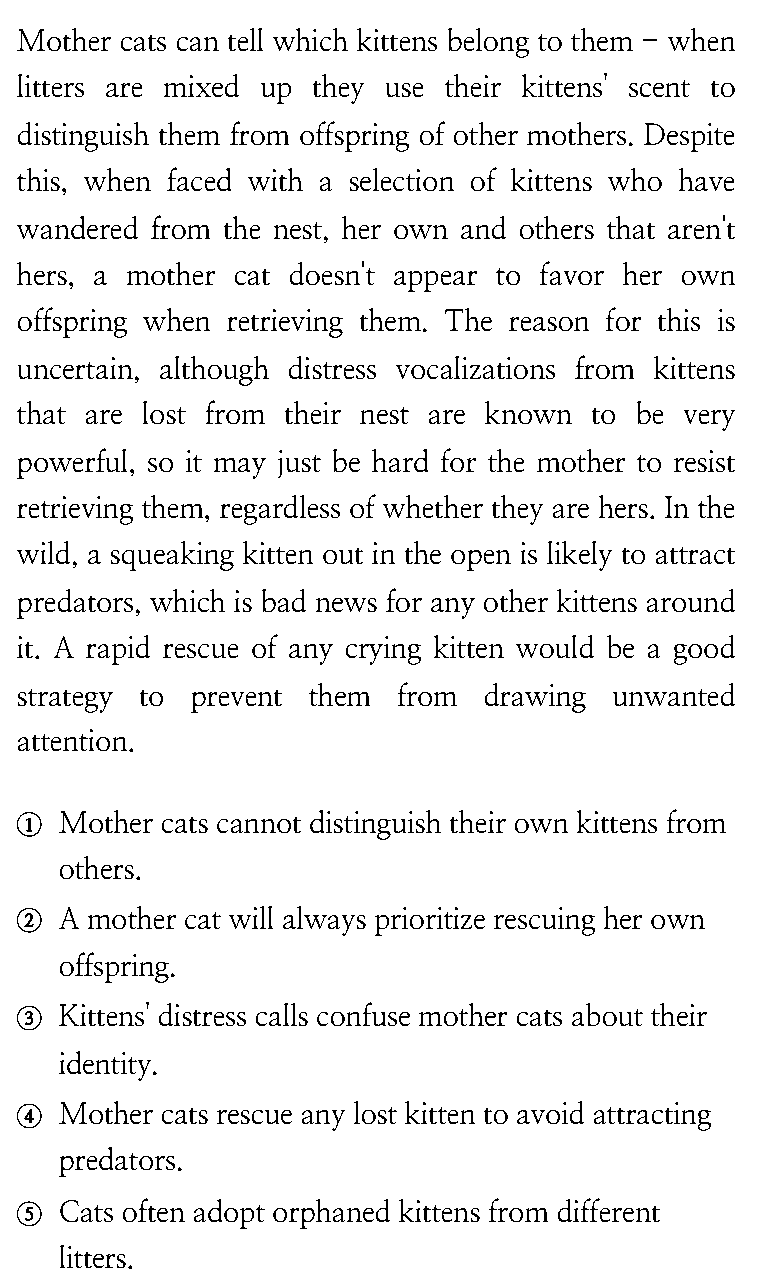 Mother cats can tell which kittens belong to them – when
litters are mixed up they use their kittens' scent to
distinguish them from offspring of other mothers. Despite
this, when faced with a selection of kittens who have
wandered from the nest, her own and others that aren't
hers, a mother cat doesn't appear to favor her own
offspring when retrieving them. The reason for this is
uncertain, although distress vocalizations from kittens
that are lost from their nest are known to be very
powerful, so it may just be hard for the mother to resist
retrieving them, regardless of whether they are hers. In the
wild, a squeaking kitten out in the open is likely to attract
predators, which is bad news for any other kittens around
it. A rapid rescue of any crying kitten would be a good
strategy to prevent them from drawing unwanted
attention.
① Mother cats cannot distinguish their own kittens from
others.
② A mother cat will always prioritize rescuing her own
offspring.
③ Kittens' distress calls confuse mother cats about their
identity.
④ Mother cats rescue any lost kitten to avoid attracting
predators.
⑤ Cats often adopt orphaned kittens from different
litters.